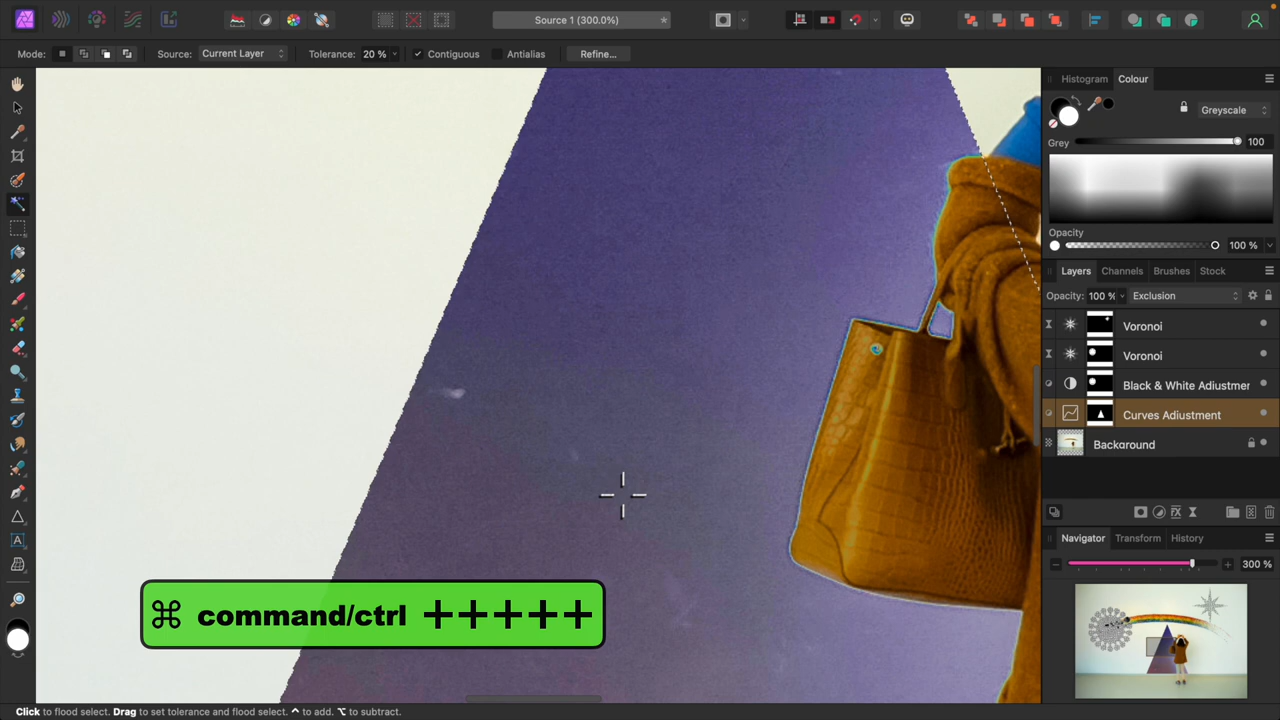 Source 1 (300.0%)
Mode:
Source: Current Layer
Tolerance: 20 %
Contiguous
Antialias
Refine...
Histogram Colour
Greyscale
Grey 100
Opacity
100 %
Layers Channels Brushes Stock
Opacity: 100 % Exclusion
Voronoi
Voronoi
Black & White Adjustmer
Curves Adjustment
Background
Navigator Transform History
300 %
⌘ command/ctrl +++++
Click to flood select. Drag to set tolerance and flood select. ^ to add. ⌥ to subtract.